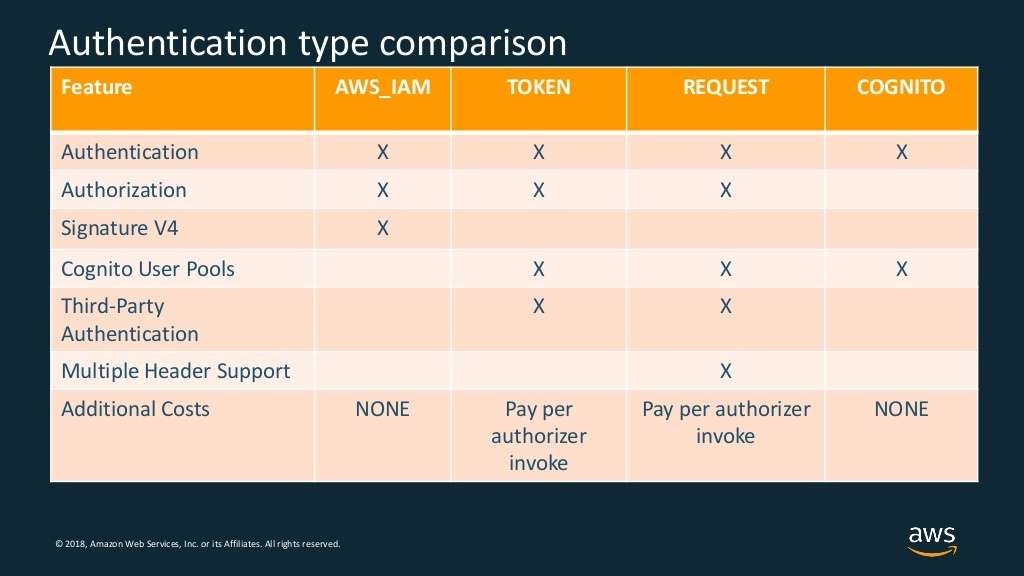 Authentication type comparison
Feature AWS_IAM TOKEN REQUEST COGNITO
Authentication X X X X
Authorization X X X
Signature V4 X
Cognito User Pools X X X
Third-Party X X
Authentication
Multiple Header Support X
Additional Costs NONE Pay per Pay per authorizer NONE
authorizer invoke
invoke
© 2018, Amazon Web Services, Inc. or its Affiliates. All rights reserved.
aws